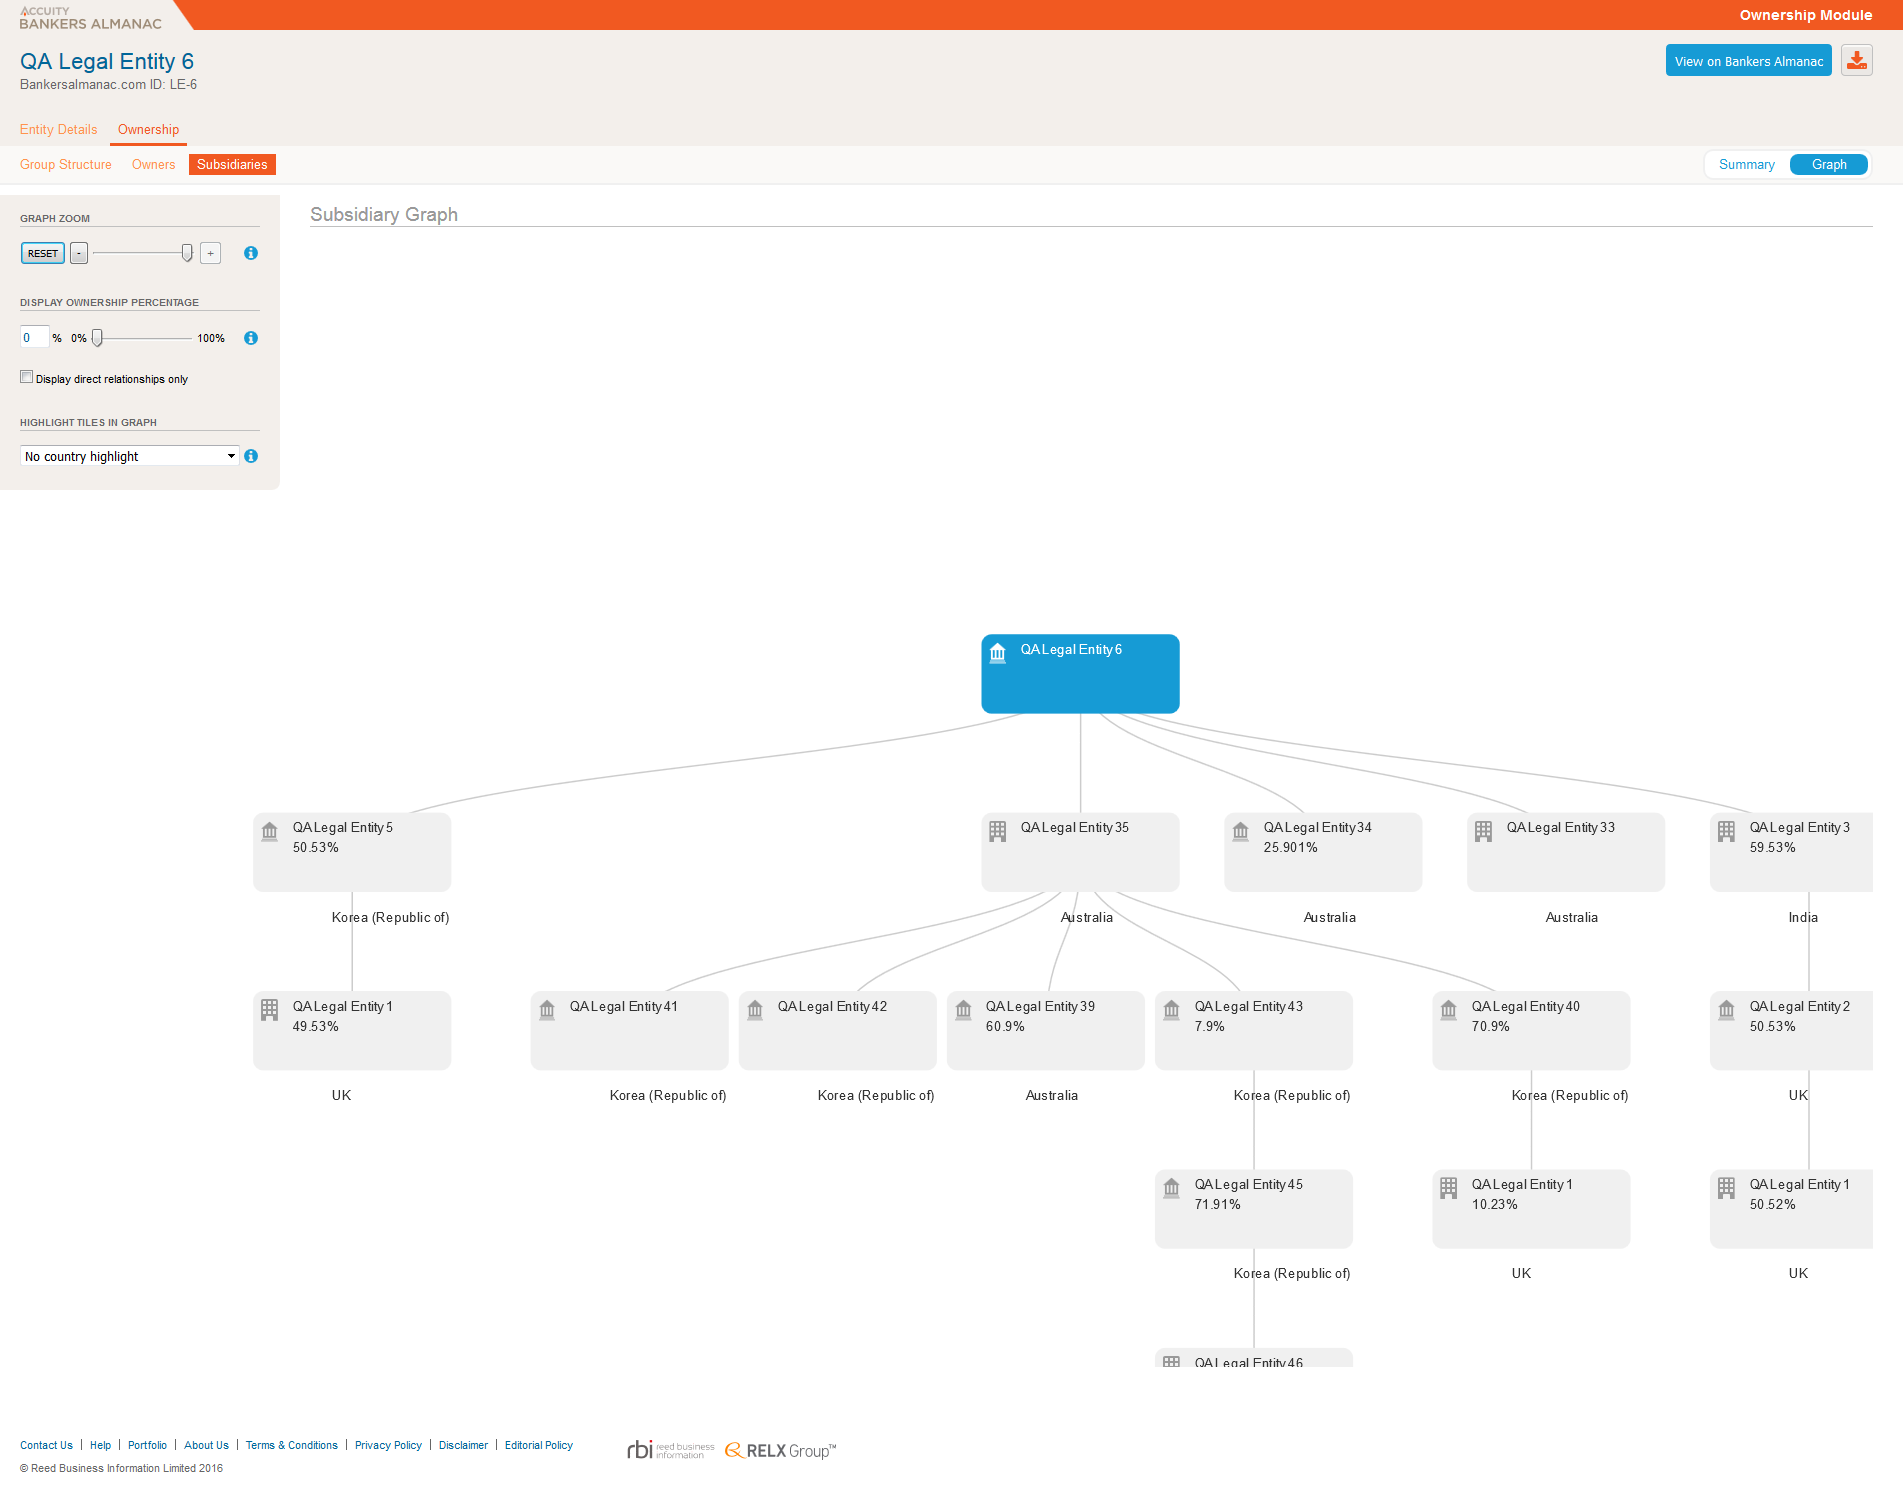 ACCUITY
BANKERS ALMANAC
Ownership Module
QA Legal Entity 6
Bankersalmanac.com ID: LE-6
View on Bankers Almanac
Entity Details Ownership
Group Structure Owners Subsidiaries
Summary Graph
GRAPH ZOOM
RESET - +
DISPLAY OWNERSHIP PERCENTAGE
0 % 0% 100%
Display direct relationships only
HIGHLIGHT TILES IN GRAPH
No country highlight
Subsidiary Graph
QA Legal Entity 6
QA Legal Entity 5
50.53%
Korea (Republic of)
QA Legal Entity 35
Australia
QA Legal Entity 34
25.901%
Australia
QA Legal Entity 33
Australia
QA Legal Entity 3
59.53%
India
QA Legal Entity 1
49.53%
UK
QA Legal Entity 41
Korea (Republic of)
QA Legal Entity 42
Korea (Republic of)
QA Legal Entity 39
60.9%
Australia
QA Legal Entity 43
7.9%
Korea (Republic of)
QA Legal Entity 40
70.9%
Korea (Republic of)
QA Legal Entity 2
50.53%
UK
QA Legal Entity 45
71.91%
Korea (Republic of)
QA Legal Entity 1
10.23%
UK
QA Legal Entity 1
50.52%
UK
QA Legal Entity 46
Contact Us | Help | Portfolio | About Us | Terms & Conditions | Privacy Policy | Disclaimer | Editorial Policy
© Reed Business Information Limited 2016
rbi reed business information
RELX Group™